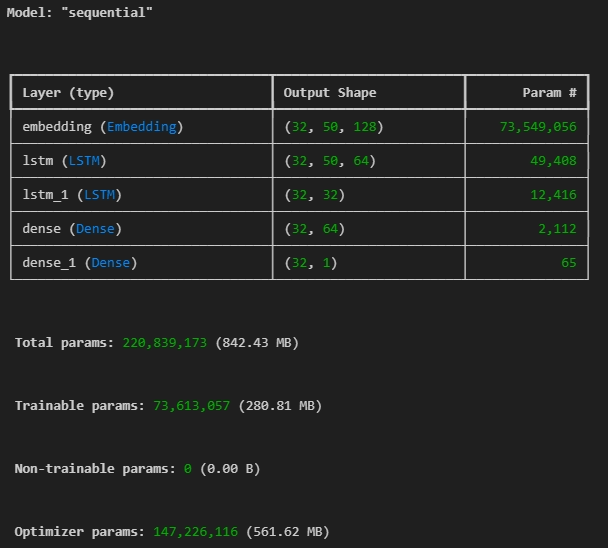 Model: "sequential"
Layer (type) Output Shape Param #
embedding (Embedding) (32, 50, 128) 73,549,056
lstm (LSTM) (32, 50, 64) 49,408
lstm_1 (LSTM) (32, 32) 12,416
dense (Dense) (32, 64) 2,112
dense_1 (Dense) (32, 1) 65
Total params: 220,839,173 (842.43 MB)
Trainable params: 73,613,057 (280.81 MB)
Non-trainable params: 0 (0.00 B)
Optimizer params: 147,226,116 (561.62 MB)